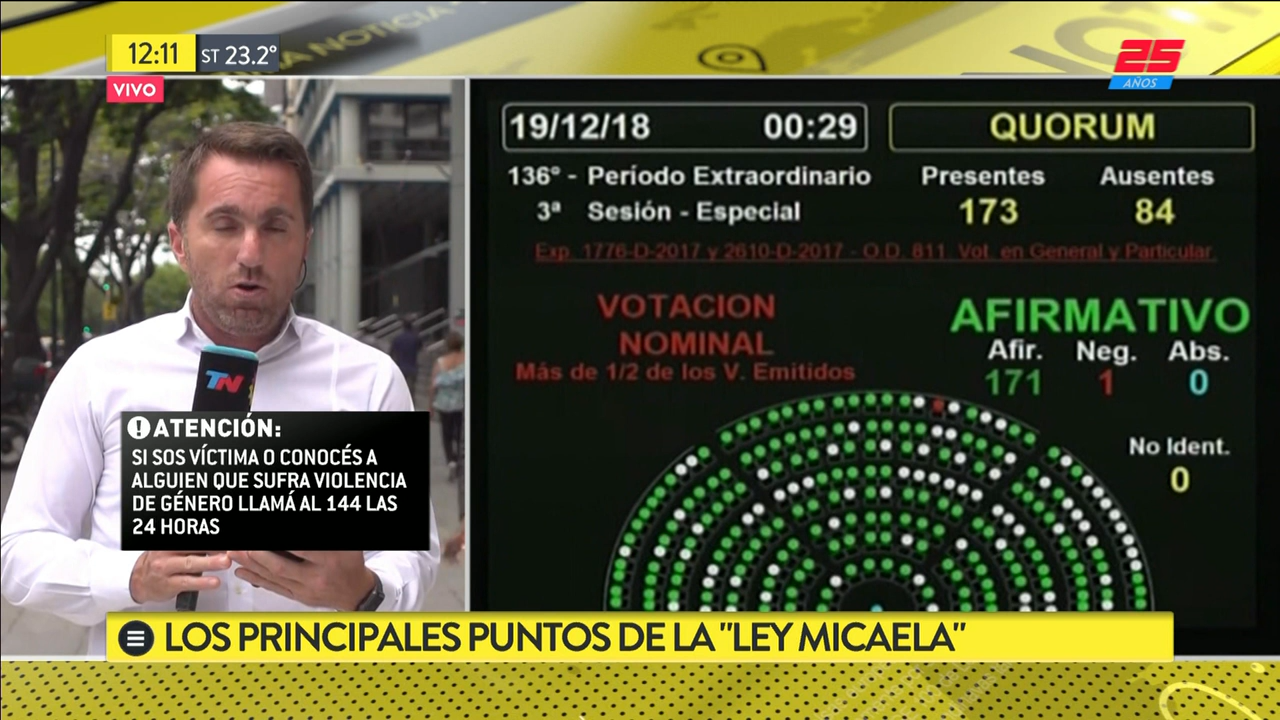 12:11 ST 23.2°
VIVO
25
AÑOS
19/12/18 00:29
QUORUM
136º - Período Extraordinario
3ª Sesión - Especial
Presentes Ausentes
173 84
Exp. 1776-D-2017 y 2610-D-2017 - O.D. 811 Vot. en General y Particular.
VOTACION
NOMINAL
Más de 1/2 de los V. Emitidos
AFIRMATIVO
Afir. Neg. Abs.
171 1 0
No Ident.
0
TN
ATENCIÓN:
SI SOS VÍCTIMA O CONOCÉS A
ALGUIEN QUE SUFRA VIOLENCIA
DE GÉNERO LLAMÁ AL 144 LAS
24 HORAS
LOS PRINCIPALES PUNTOS DE LA "LEY MICAELA"